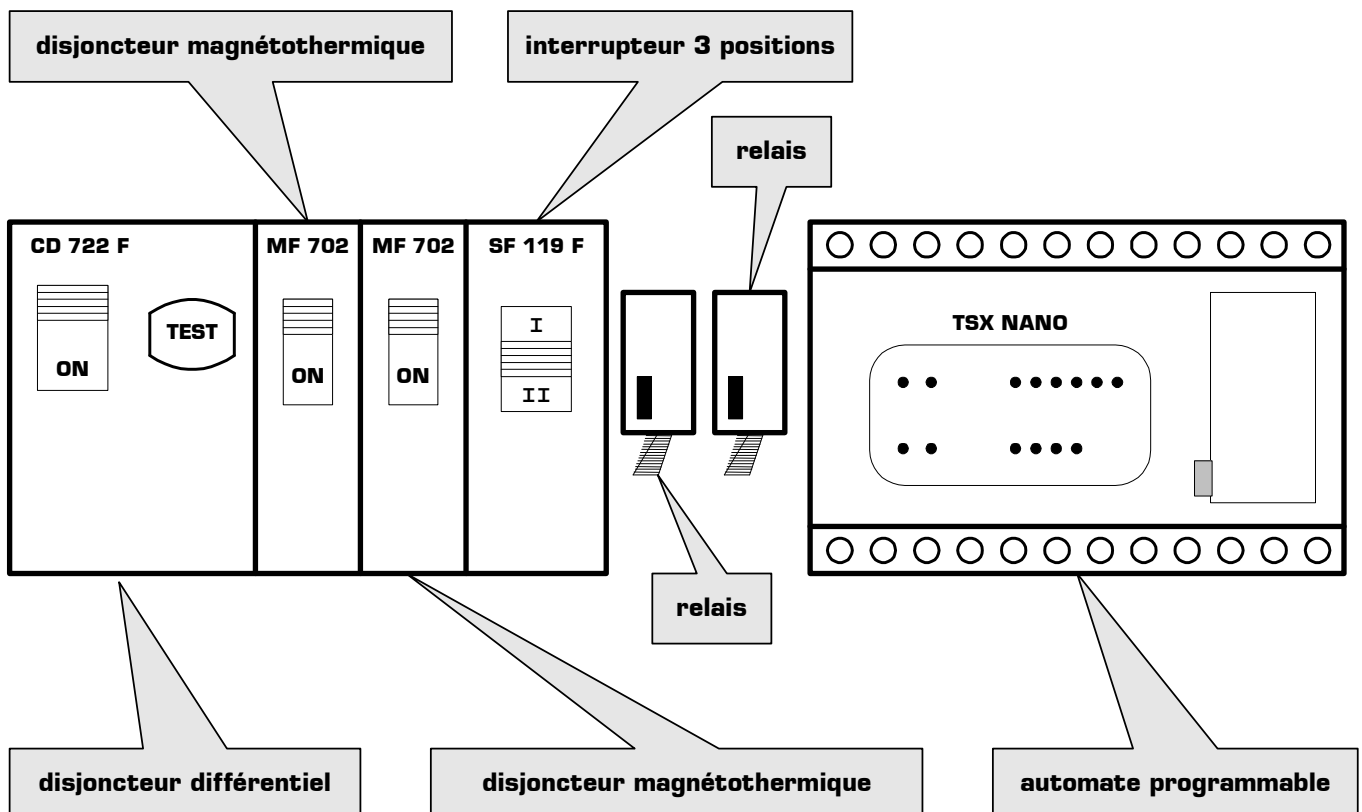 disjoncteur magnétothermique
interrupteur 3 positions
relais
CD 722 F
MF 702
MF 702
SF 119 F
TEST
ON
ON
ON
I
II
TSX NANO
relais
disjoncteur différentiel
disjoncteur magnétothermique
automate programmable